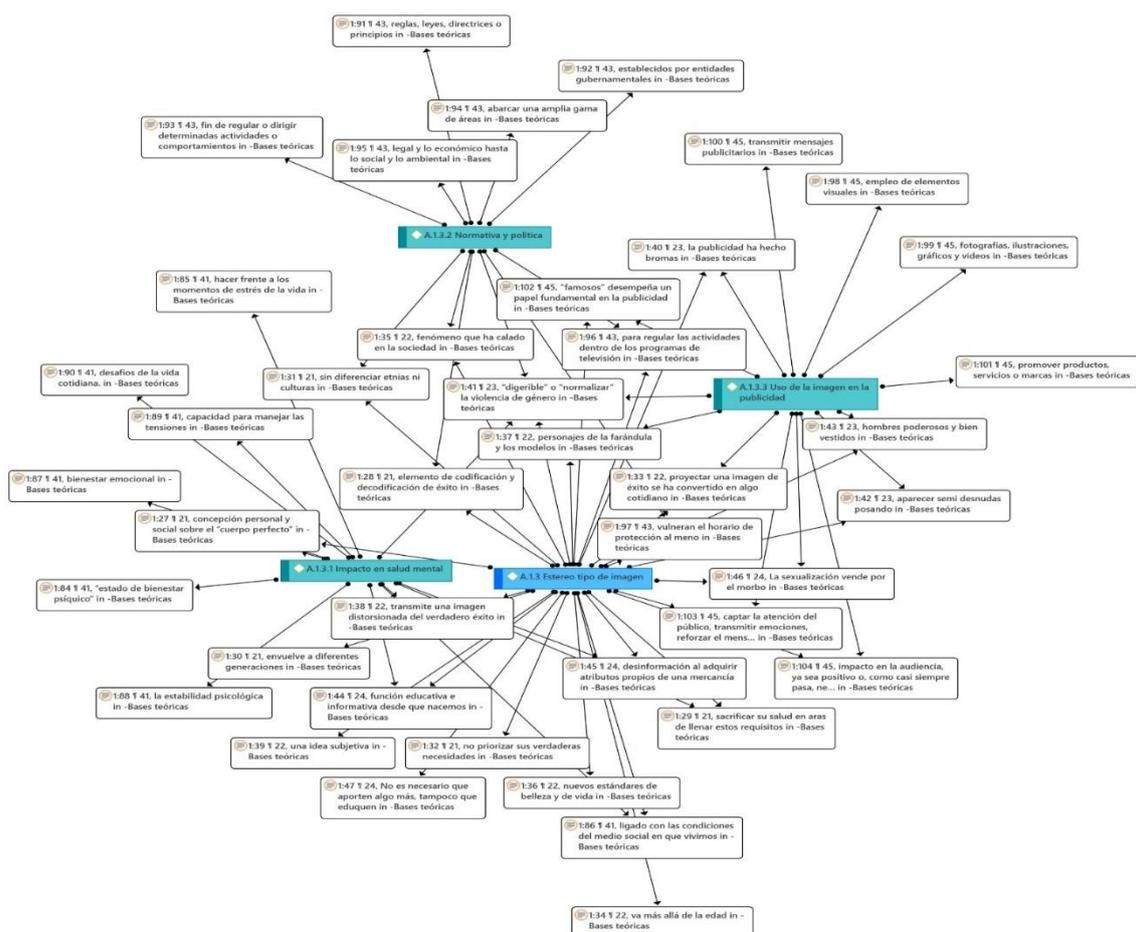 1:91 ¶ 43, reglas, leyes, directrices o
principios in -Bases teóricas
1:92 ¶ 43, establecidos por entidades
gubernamentales in -Bases teóricas
1:94 ¶ 43, abarcar una amplia gama
de áreas in -Bases teóricas
1:93 ¶ 43, fin de regular o dirigir
determinadas actividades o
comportamientos in -Bases teóricas
1:95 ¶ 43, legal y lo económico hasta
lo social y lo ambiental in -Bases
teóricas
1:100 ¶ 45, transmitir mensajes
publicitarios in -Bases teóricas
1:98 ¶ 45, empleo de elementos
visuales in -Bases teóricas
A.1.3.2 Normativa y política
1:40 ¶ 23, la publicidad ha hecho
bromas in -Bases teóricas
1:99 ¶ 45, fotografías, ilustraciones,
gráficos y videos in -Bases teóricas
1:85 ¶ 41, hacer frente a los
momentos de estrés de la vida in -
Bases teóricas
1:102 ¶ 45, "famosos" desempeña un
papel fundamental en la publicidad
in -Bases teóricas
1:35 ¶ 22, fenómeno que ha calado
en la sociedad in -Bases teóricas
1:96 ¶ 43, para regular las actividades
dentro de los programas de
televisión in -Bases teóricas
1:90 ¶ 41, desafíos de la vida
cotidiana. in -Bases teóricas
1:31 ¶ 21, sin diferenciar etnias ni
culturas in -Bases teóricas
1:41 ¶ 23, "digerible" o "normalizar"
la violencia de género in -Bases
teóricas
A.1.3.3 Uso de la imagen en la
publicidad
1:101 ¶ 45, promover productos,
servicios o marcas in -Bases teóricas
1:89 ¶ 41, capacidad para manejar las
tensiones in -Bases teóricas
1:37 ¶ 22, personajes de la farándula
y los modelos in -Bases teóricas
1:43 ¶ 23, hombres poderosos y bien
vestidos in -Bases teóricas
1:87 ¶ 41, bienestar emocional in -
Bases teóricas
1:28 ¶ 21, elemento de codificación y
decodificación de éxito in -Bases
teóricas
1:33 ¶ 22, proyectar una imagen de
éxito se ha convertido en algo
cotidiano in -Bases teóricas
1:42 ¶ 23, aparecer semi desnudas
posando in -Bases teóricas
1:27 ¶ 21, concepción personal y
social sobre el "cuerpo perfecto" in -
Bases teóricas
1:97 ¶ 43, vulneran el horario de
protección al meno in -Bases
teóricas
A.1.3.1 Impacto en salud mental
A.1.3 Estereo tipo de imagen
1:46 ¶ 24, La sexualización vende por
el morbo in -Bases teóricas
1:84 ¶ 41, "estado de bienestar
psíquico" in -Bases teóricas
1:38 ¶ 22, transmite una imagen
distorsionada del verdadero éxito in
-Bases teóricas
1:103 ¶ 45, captar la atención del
público, transmitir emociones,
reforzar el mens... in -Bases teóricas
1:30 ¶ 21, envuelve a diferentes
generaciones in -Bases teóricas
1:45 ¶ 24, desinformación al adquirir
atributos propios de una mercancía
in -Bases teóricas
1:104 ¶ 45, impacto en la audiencia,
ya sea positivo o, como casi siempre
pasa, ne... in -Bases teóricas
1:88 ¶ 41, la estabilidad psicológica
in -Bases teóricas
1:44 ¶ 24, función educativa e
informativa desde que nacemos in -
Bases teóricas
1:29 ¶ 21, sacrificar su salud en aras
de llenar estos requisitos in -Bases
teóricas
1:39 ¶ 22, una idea subjetiva in -
Bases teóricas
1:32 ¶ 21, no priorizar sus verdaderas
necesidades in -Bases teóricas
1:47 ¶ 24, No es necesario que
aporten algo más, tampoco que
eduquen in -Bases teóricas
1:36 ¶ 22, nuevos estándares de
belleza y de vida in -Bases teóricas
1:86 ¶ 41, ligado con las condiciones
del medio social en que vivimos in -
Bases teóricas
1:34 ¶ 22, va más allá de la edad in -
Bases teóricas